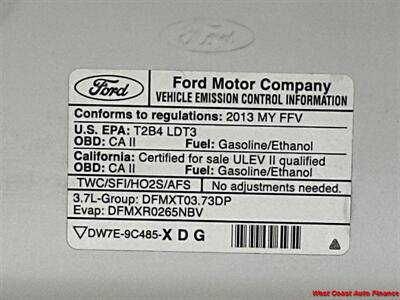 Ford
Ford
Ford Motor Company
VEHICLE EMISSION CONTROL INFORMATION
Conforms to regulations: 2013 MY FFV
U.S. EPA: T2B4 LDT3
OBD: CA II Fuel: Gasoline/Ethanol
California: Certified for sale ULEV II qualified
OBD: CA II Fuel: Gasoline/Ethanol
TWC/SFI/HO2S/AFS No adjustments needed.
3.7L-Group: DFMXT03.73DP
Evap: DFMXR0265NBV
DW7E-9C485-X D G
West Coast Auto Finance